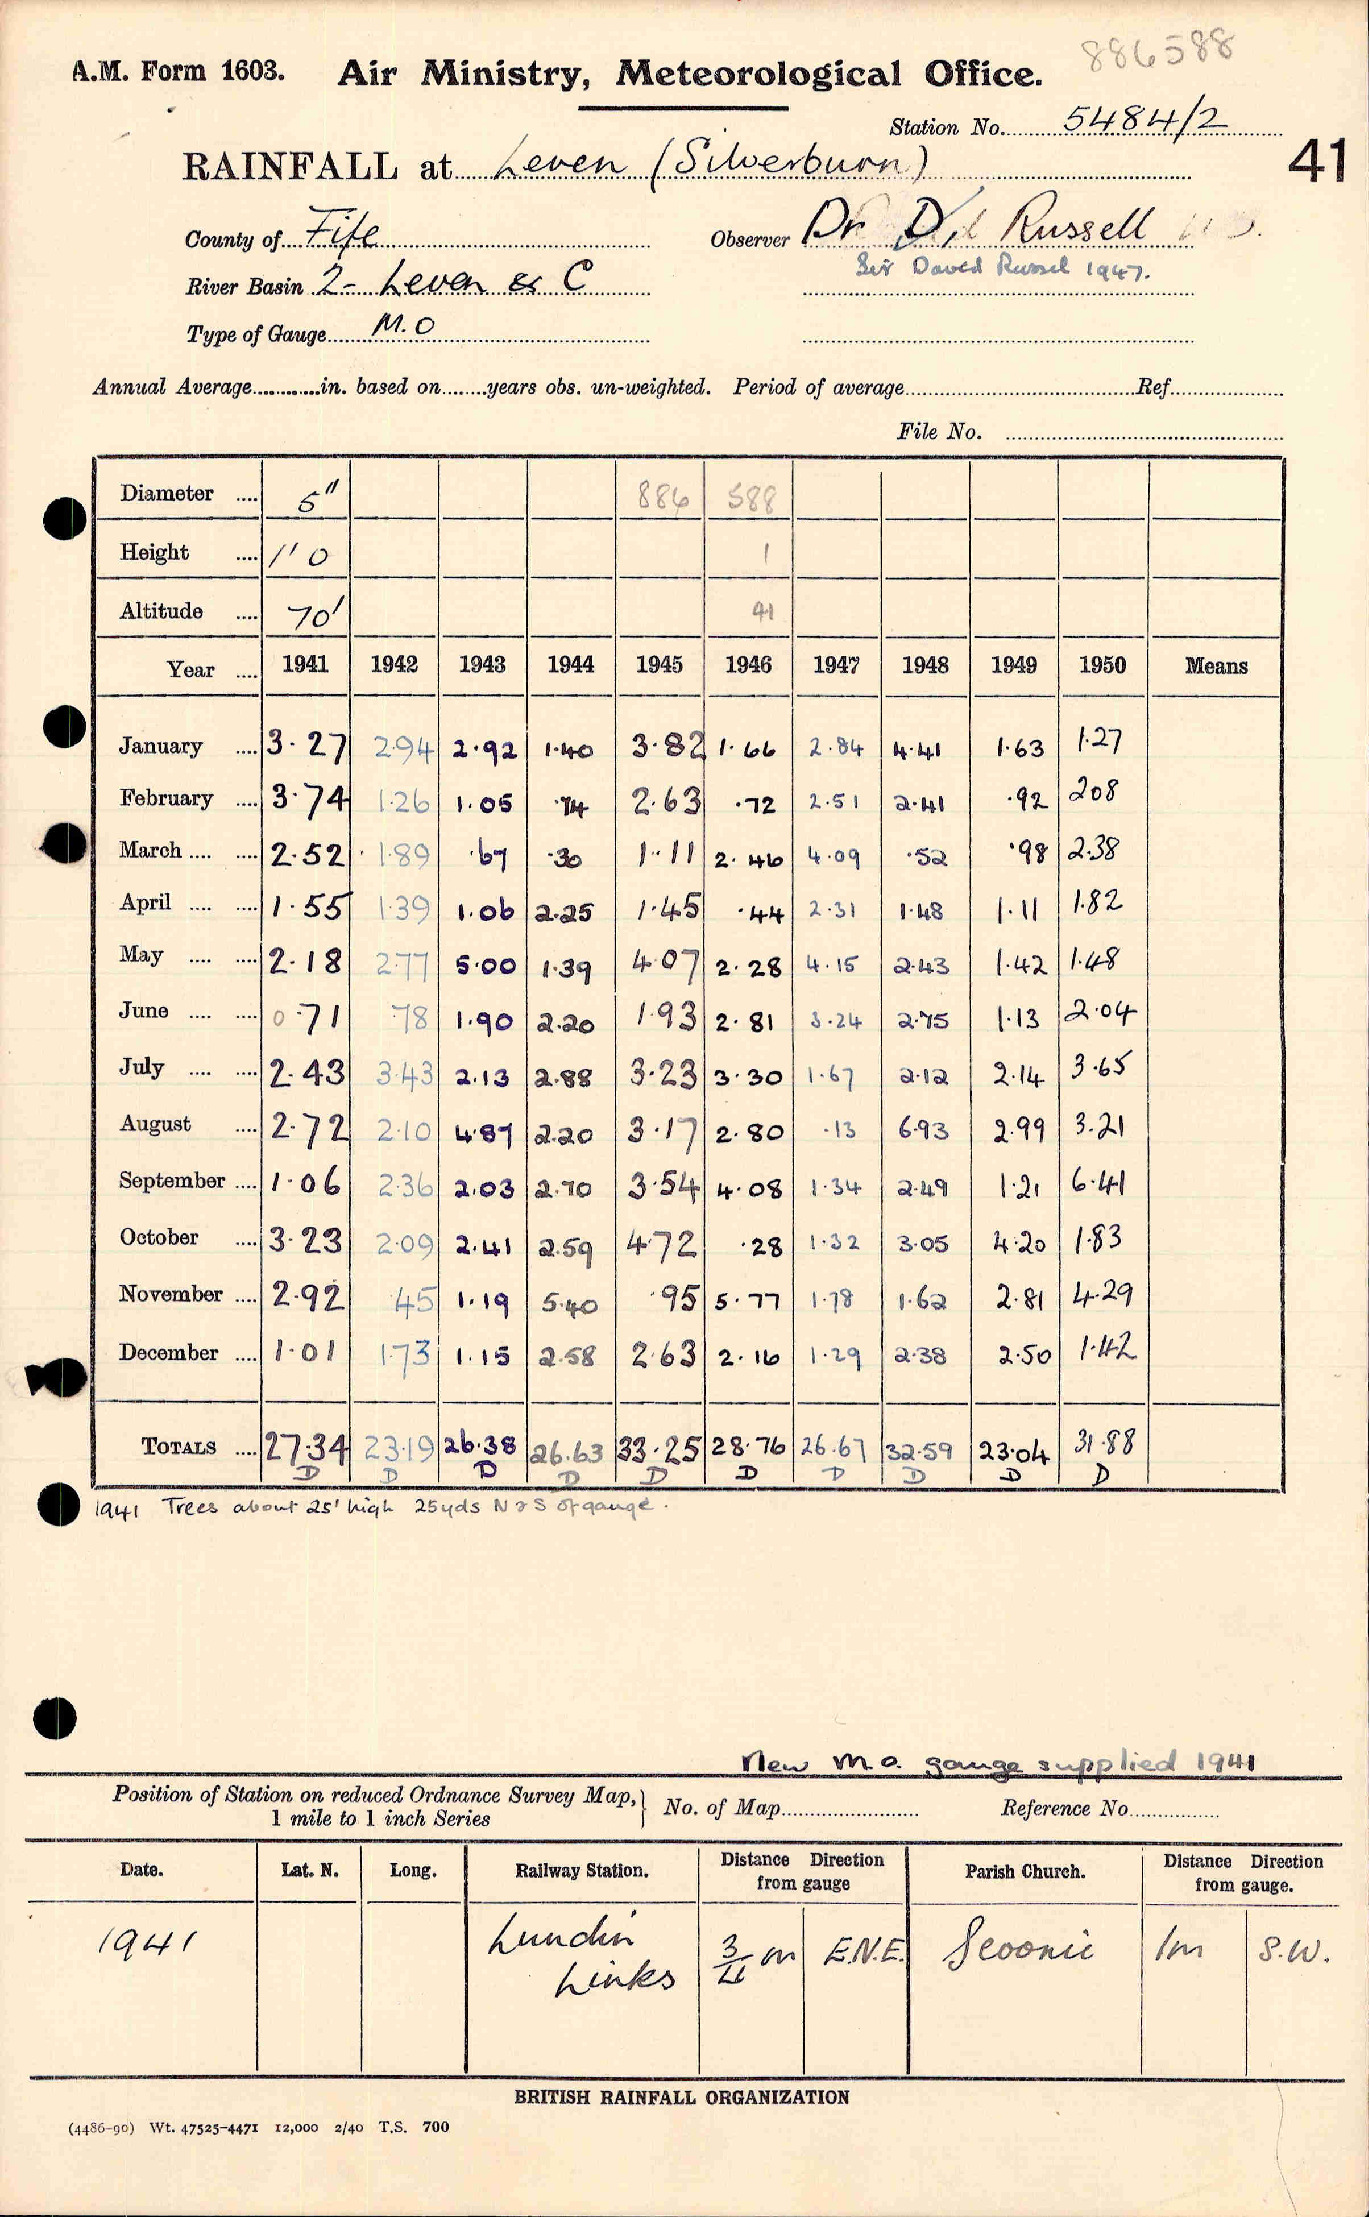 886588
A.M. Form 1603. Air Ministry, Meteorological Office.
Station No. 5484/2
RAINFALL at Leven (Silverburn)
41
County of Fife Observer Dr Russell
River Basin 2- Leven & C Sir David Russel 1947.
Type of Gauge M.O
Annual Average............in. based on........years obs. un-weighted. Period of average............Ref............
File No. ............
Diameter .... 5" 886 588
Height .... 1' 0 1
Altitude .... 70' 41
Year .... 1941 1942 1943 1944 1945 1946 1947 1948 1949 1950 Means
January .... 3.27 2.94 2.92 1.40 3.82 1.66 2.84 4.41 1.63 1.27
February .... 3.74 1.26 1.05 .74 2.63 .72 2.51 2.41 .92 208
March .... .... 2.52 1.89 .67 .30 1.11 2.46 4.09 .52 .98 2.38
April .... .... 1.55 1.39 1.06 2.25 1.45 .44 2.31 1.48 1.11 1.82
May .... .... 2.18 2.77 5.00 1.39 4.07 2.28 4.15 2.43 1.42 1.48
June .... .... 0.71 78 1.90 2.20 1.93 2.81 3.24 2.75 1.13 2.04
July .... .... 2.43 3.43 2.13 2.88 3.23 3.30 1.67 2.12 2.14 3.65
August .... 2.72 2.10 4.87 2.20 3.17 2.80 .13 6.93 2.99 3.21
September .... 1.06 2.36 2.03 2.70 3.54 4.08 1.34 2.49 1.21 6.41
October .... 3.23 2.09 2.41 2.59 4.72 .28 1.32 3.05 4.20 1.83
November .... 2.92 45 1.19 5.40 .95 5.77 1.78 1.62 2.81 4.29
December .... 1.01 1.73 1.15 2.58 2.63 2.16 1.29 2.38 2.50 1.42
TOTALS .... 27.34 23.19 26.38 26.63 33.25 28.76 26.67 32.59 23.04 31.88
D D D D D D D D D D
1941 Trees about 25' high 25yds N & S of gauge.
New M.O. gauge supplied 1941
Position of Station on reduced Ordnance Survey Map, 1 mile to 1 inch Series } No. of Map............ Reference No............
Date. Lat. N. Long. Railway Station. Distance Direction from gauge Parish Church. Distance Direction from gauge.
1941 Lundin Links 3/4 m E.N.E. Scoonie 1m S.W.
BRITISH RAINFALL ORGANIZATION
(4486-90) Wt. 47525-4471 12,000 2/40 T.S. 700